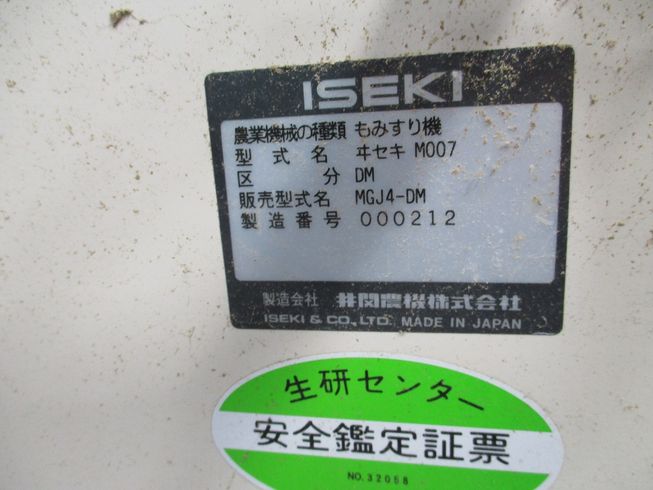 ISEKI
農業機械の種類 もみすり機
型式名 ヰセキ M007
区分 DM
販売型式名 MGJ4-DM
製造番号 000212
製造会社 井関農機株式会社
ISEKI & CO., LTD. MADE IN JAPAN
生研センター
安全鑑定証票
NO.32058